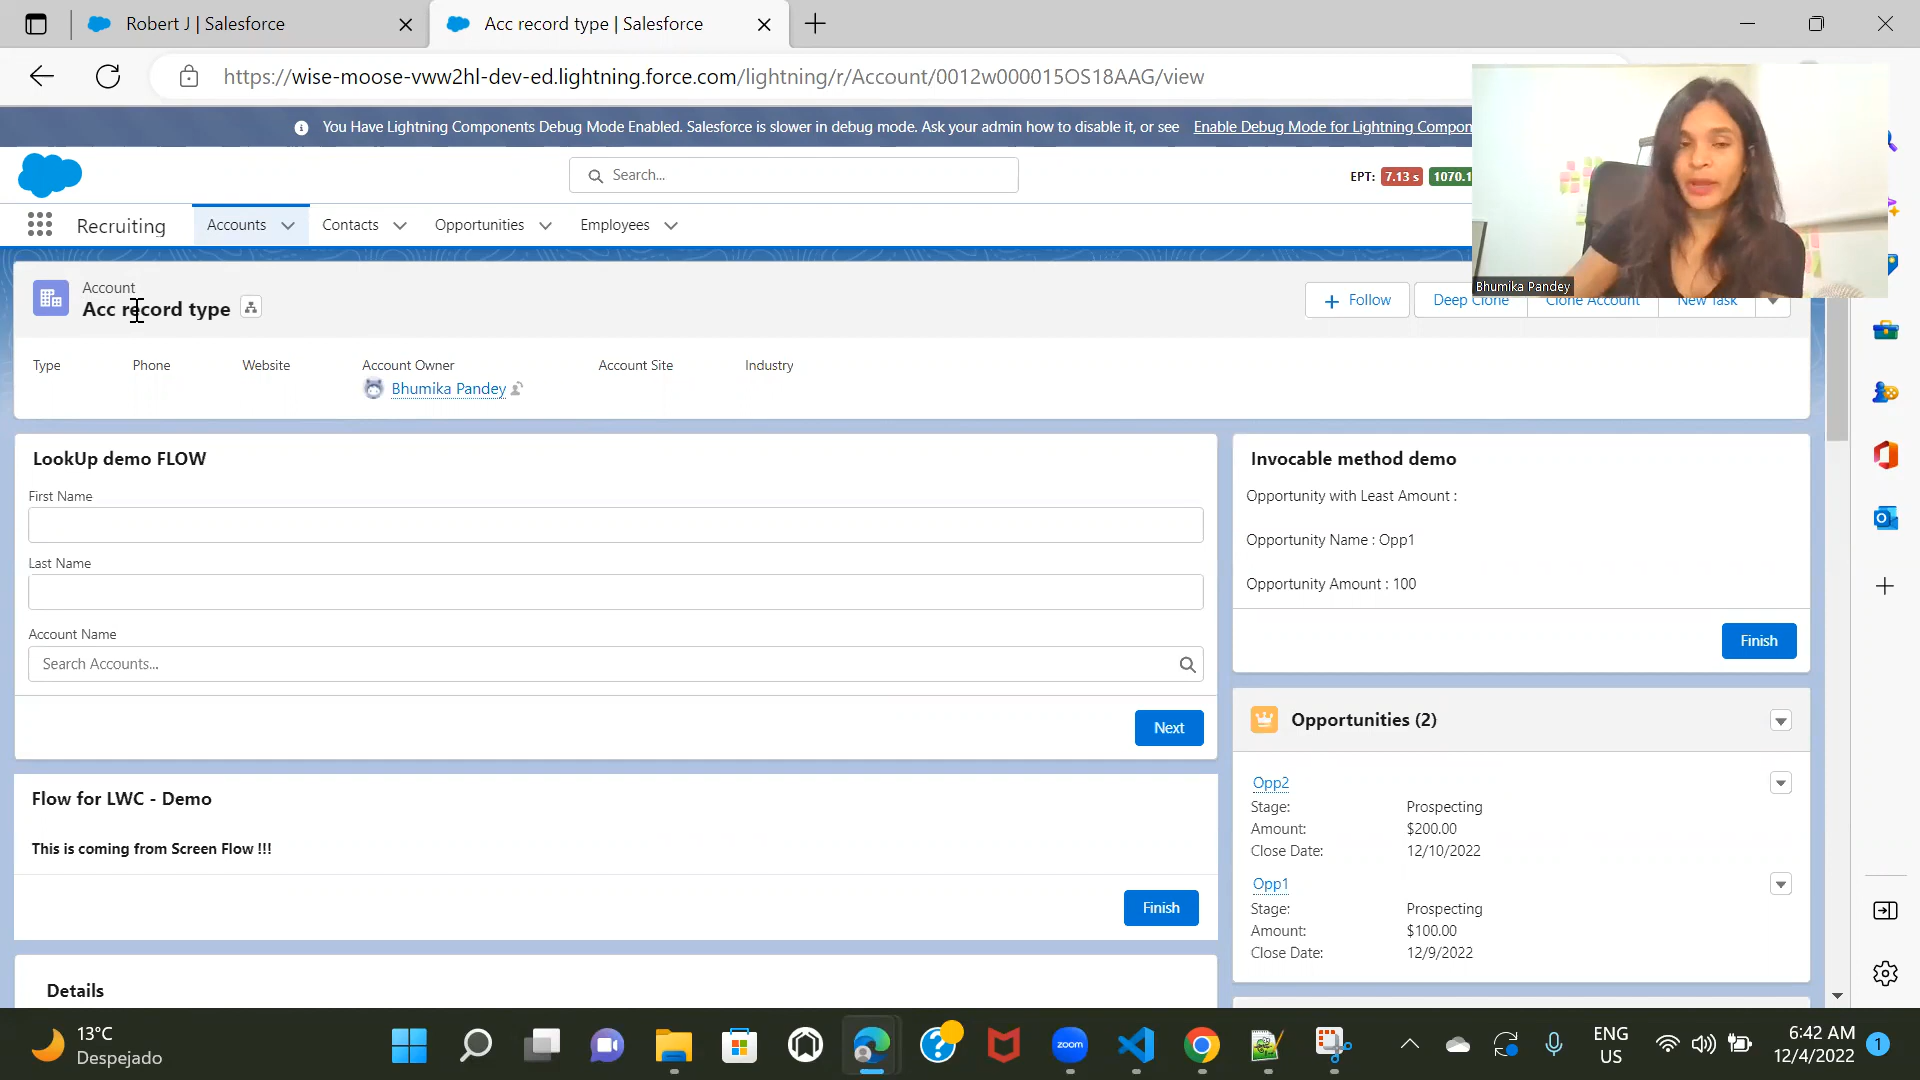 Robert J | Salesforce
Acc record type | Salesforce
https://wise-moose-vww2hl-dev-ed.lightning.force.com/lightning/r/Account/0012w000015OS18AAG/view
You Have Lightning Components Debug Mode Enabled. Salesforce is slower in debug mode. Ask your admin how to disable it, or see Enable Debug Mode for Lightning Compon
Search...
EPT: 7.13 s 1070.1
Recruiting
Accounts
Contacts
Opportunities
Employees
Bhumika Pandey
Account
Acc record type
Follow
Deep Clone
Clone Account
New Task
Type
Phone
Website
Account Owner
Account Site
Industry
Bhumika Pandey
LookUp demo FLOW
First Name
Last Name
Account Name
Search Accounts...
Next
Flow for LWC - Demo
This is coming from Screen Flow !!!
Finish
Details
Invocable method demo
Opportunity with Least Amount :
Opportunity Name : Opp1
Opportunity Amount : 100
Finish
Opportunities (2)
Opp2
Stage: Prospecting
Amount: $200.00
Close Date: 12/10/2022
Opp1
Stage: Prospecting
Amount: $100.00
Close Date: 12/9/2022
13°C
Despejado
zoom
ENG
US
6:42 AM
12/4/2022
1